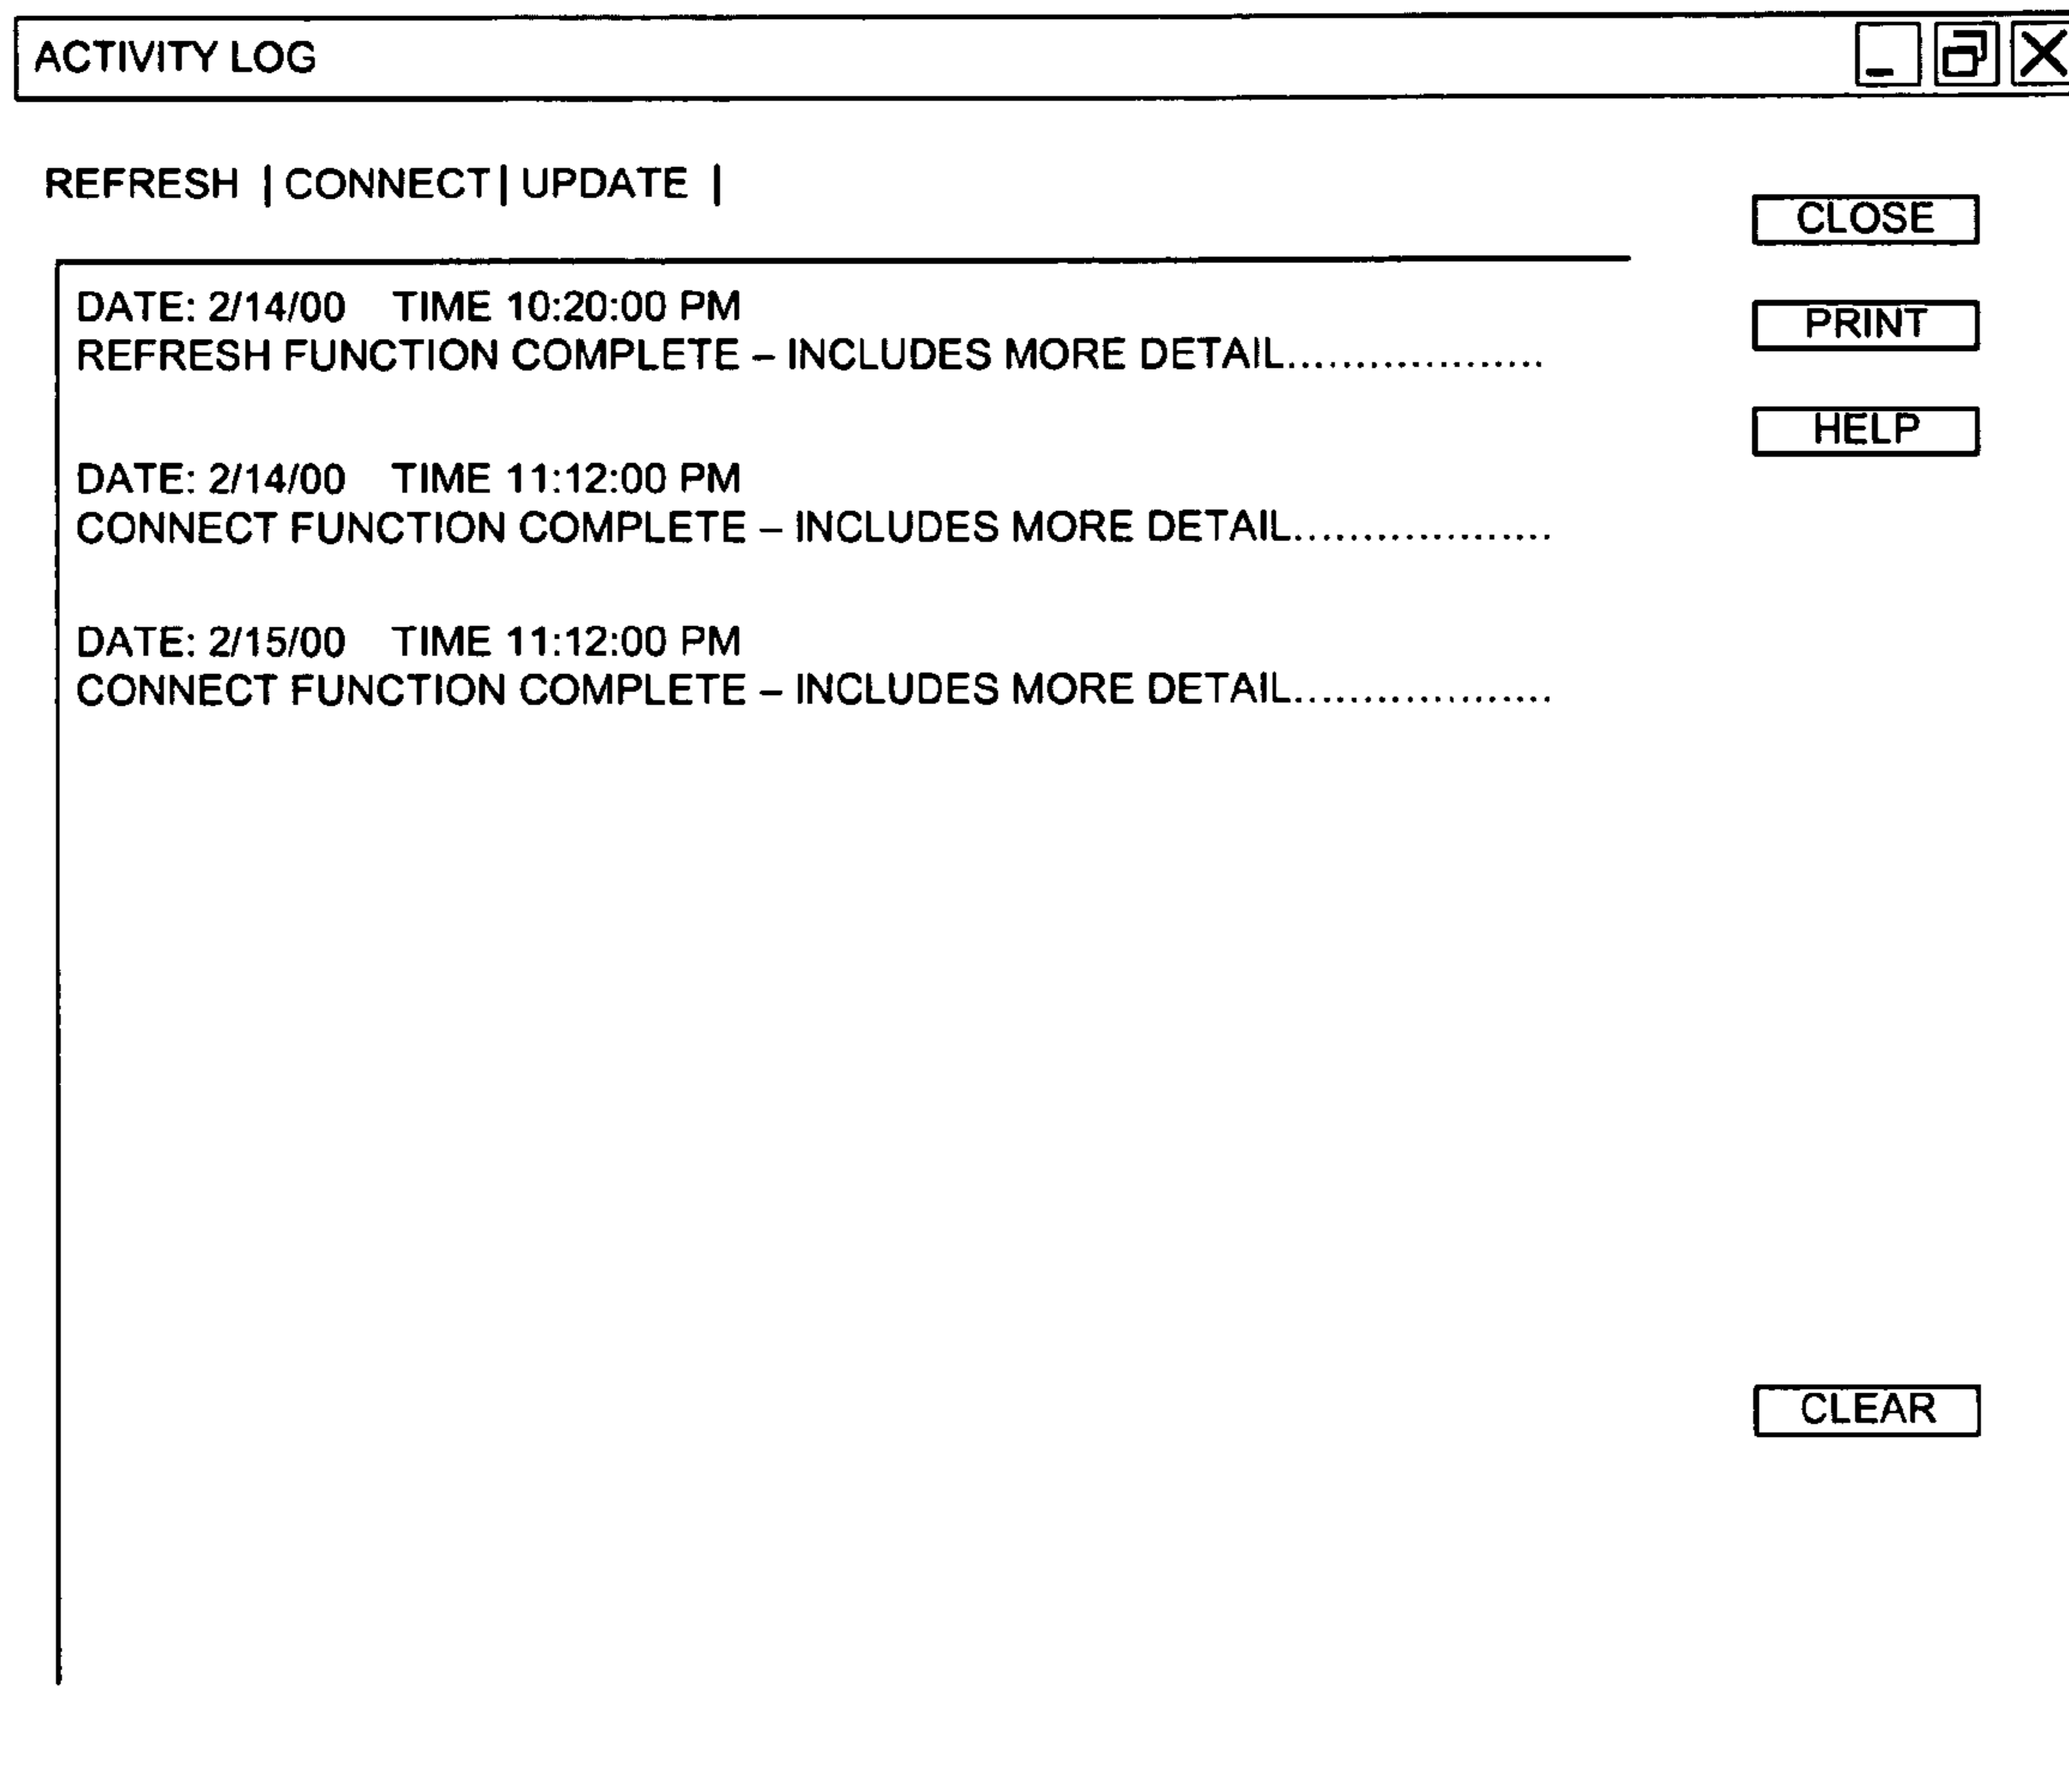 ACTIVITY LOG
REFRESH | CONNECT | UPDATE |
CLOSE
DATE: 2/14/00 TIME 10:20:00 PM
REFRESH FUNCTION COMPLETE – INCLUDES MORE DETAIL...................
PRINT
HELP
DATE: 2/14/00 TIME 11:12:00 PM
CONNECT FUNCTION COMPLETE – INCLUDES MORE DETAIL...................
DATE: 2/15/00 TIME 11:12:00 PM
CONNECT FUNCTION COMPLETE – INCLUDES MORE DETAIL...................
CLEAR